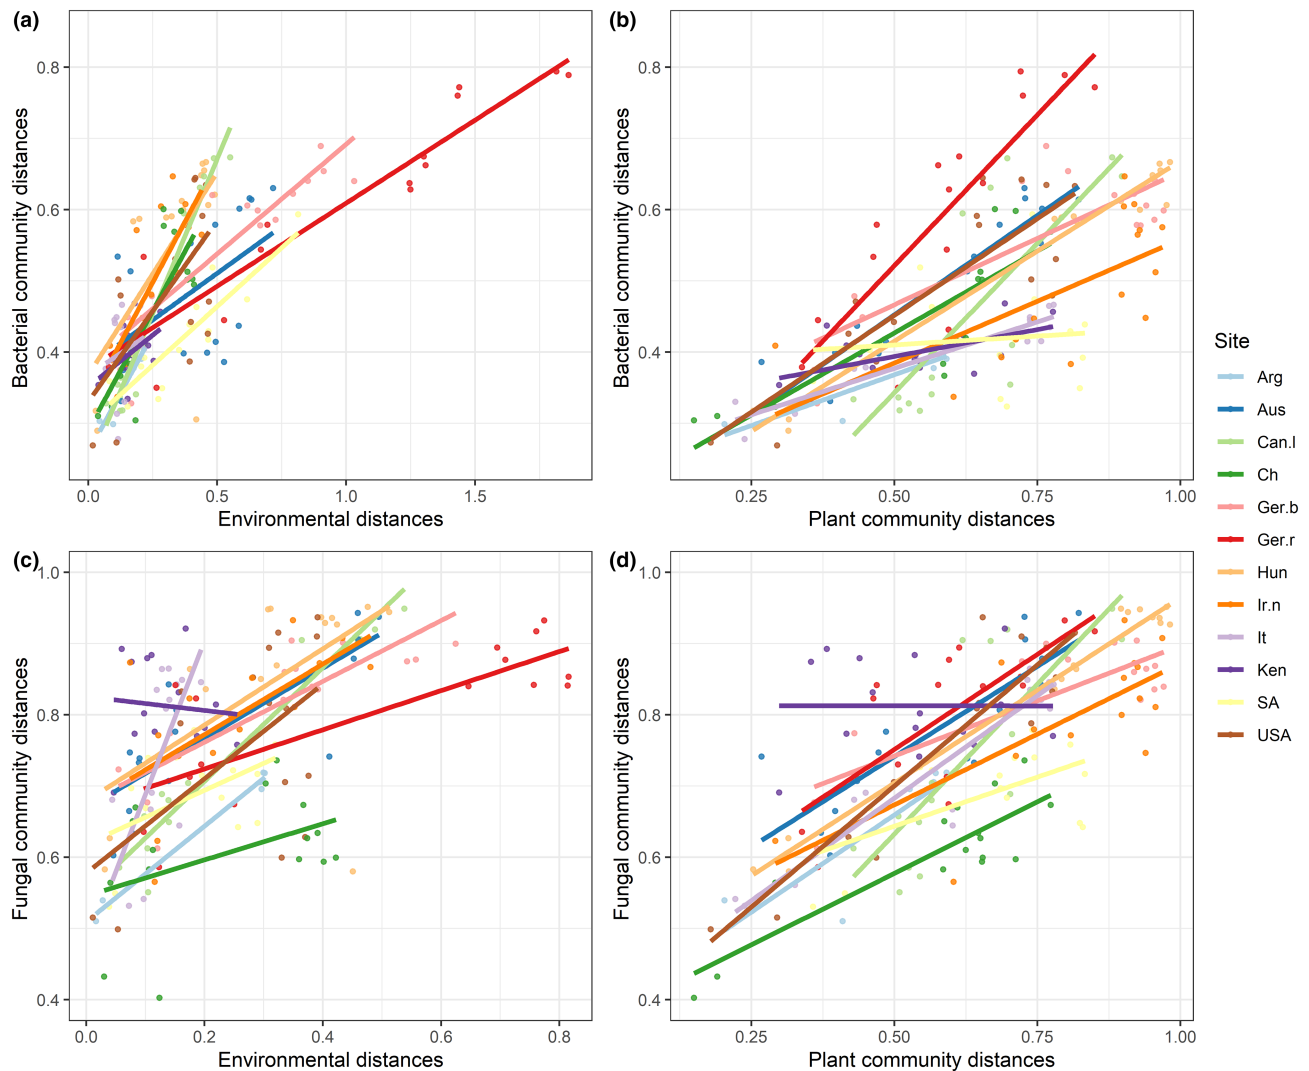 (a)
Bacterial community distances
0.8
0.6
0.4
0.0
0.5
1.0
1.5
Environmental distances
(b)
Bacterial community distances
0.8
0.6
0.4
0.25
0.50
0.75
1.00
Plant community distances
(c)
Fungal community distances
1.0
0.8
0.6
0.4
0.0
0.2
0.4
0.6
0.8
Environmental distances
(d)
Fungal community distances
1.0
0.8
0.6
0.4
0.25
0.50
0.75
1.00
Plant community distances
Site
Arg
Aus
Can.l
Ch
Ger.b
Ger.r
Hun
Ir.n
It
Ken
SA
USA